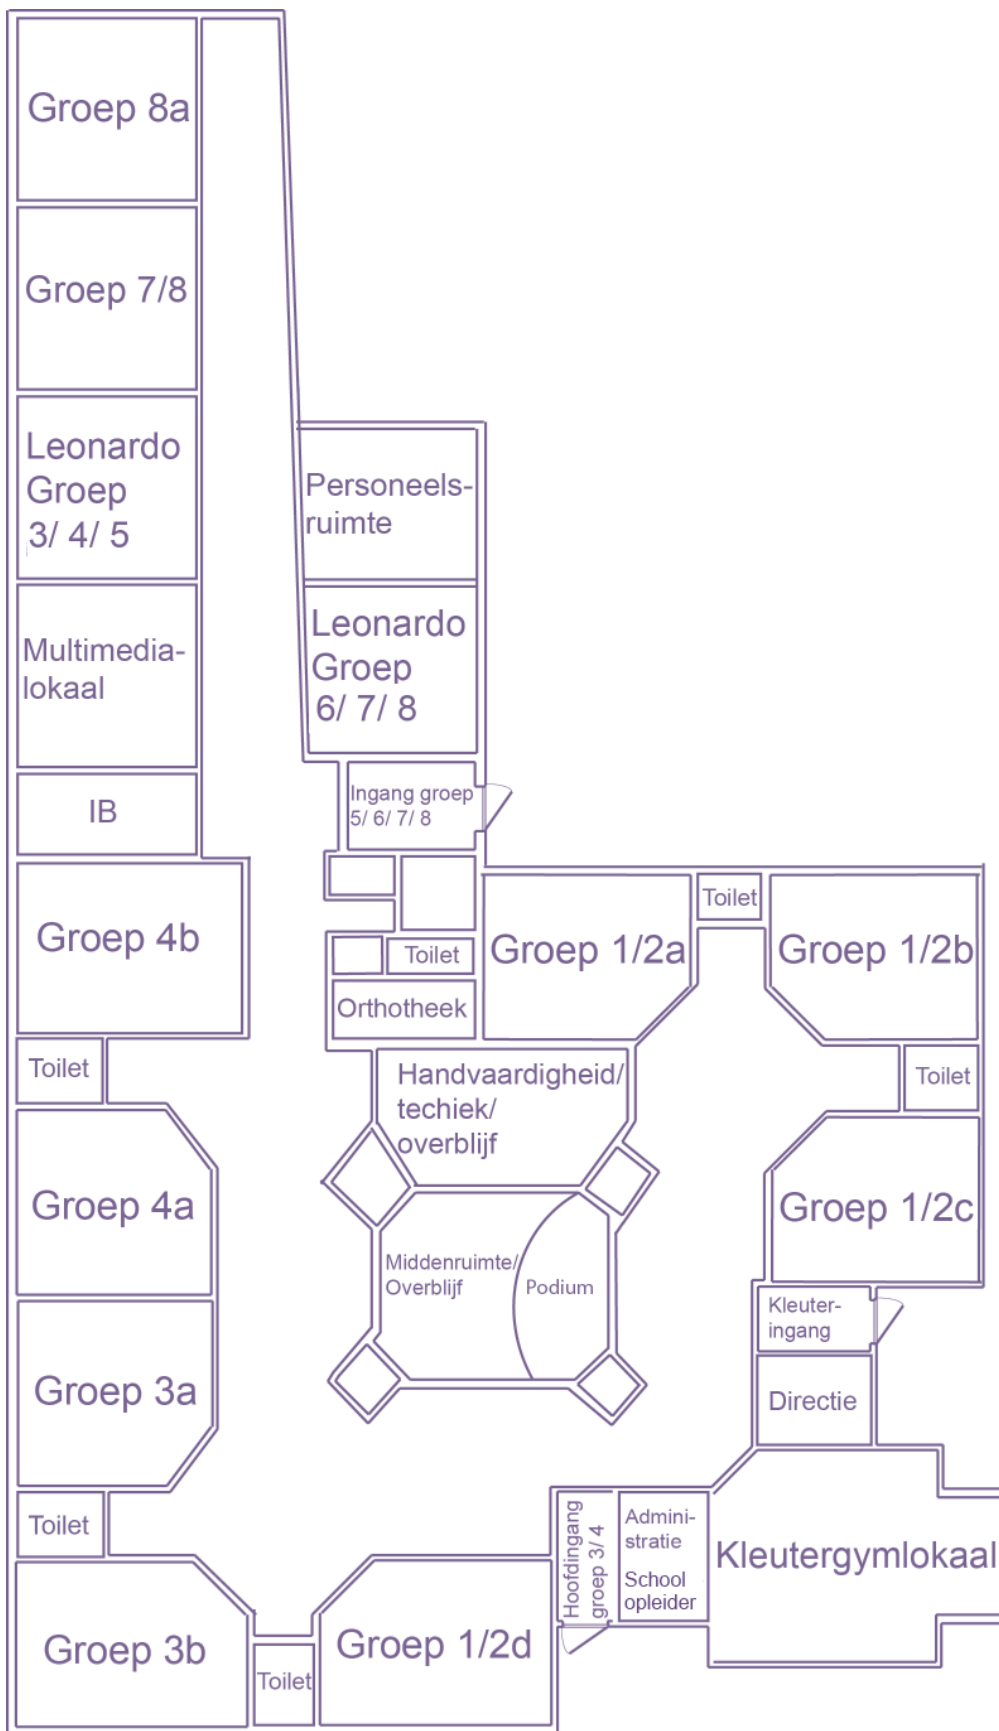 Groep 8a
Groep 7/8
Leonardo
Groep
3/ 4/ 5
Personeels-
ruimte
Leonardo
Groep
6/ 7/ 8
Multimedia-
lokaal
IB
Ingang groep
5/ 6/ 7/ 8
Groep 4b
Toilet
Orthotheek
Groep 1/2a
Toilet
Groep 1/2b
Toilet
Toilet
Handvaardigheid/
techiek/
overblijf
Groep 4a
Groep 1/2c
Middenruimte/
Overblijf
Podium
Kleuter-
ingang
Groep 3a
Directie
Toilet
Hoofdingang
groep 3/ 4
Admini-
stratie
School
opleider
Kleutergymlokaal
Groep 3b
Toilet
Groep 1/2d